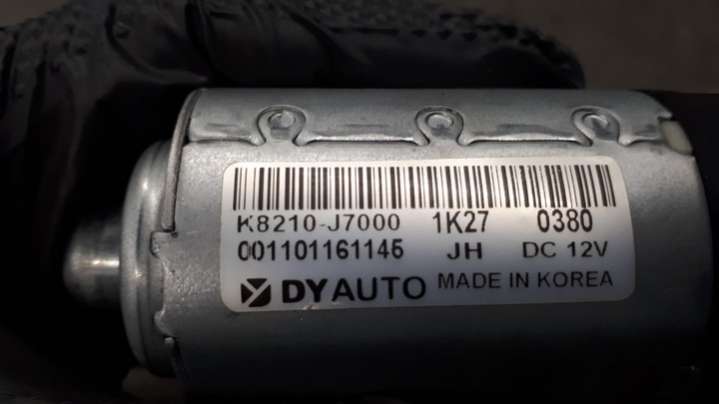 K8210-J7000 1K27 0380
001101161145 JH DC 12V
DYAUTO MADE IN KOREA